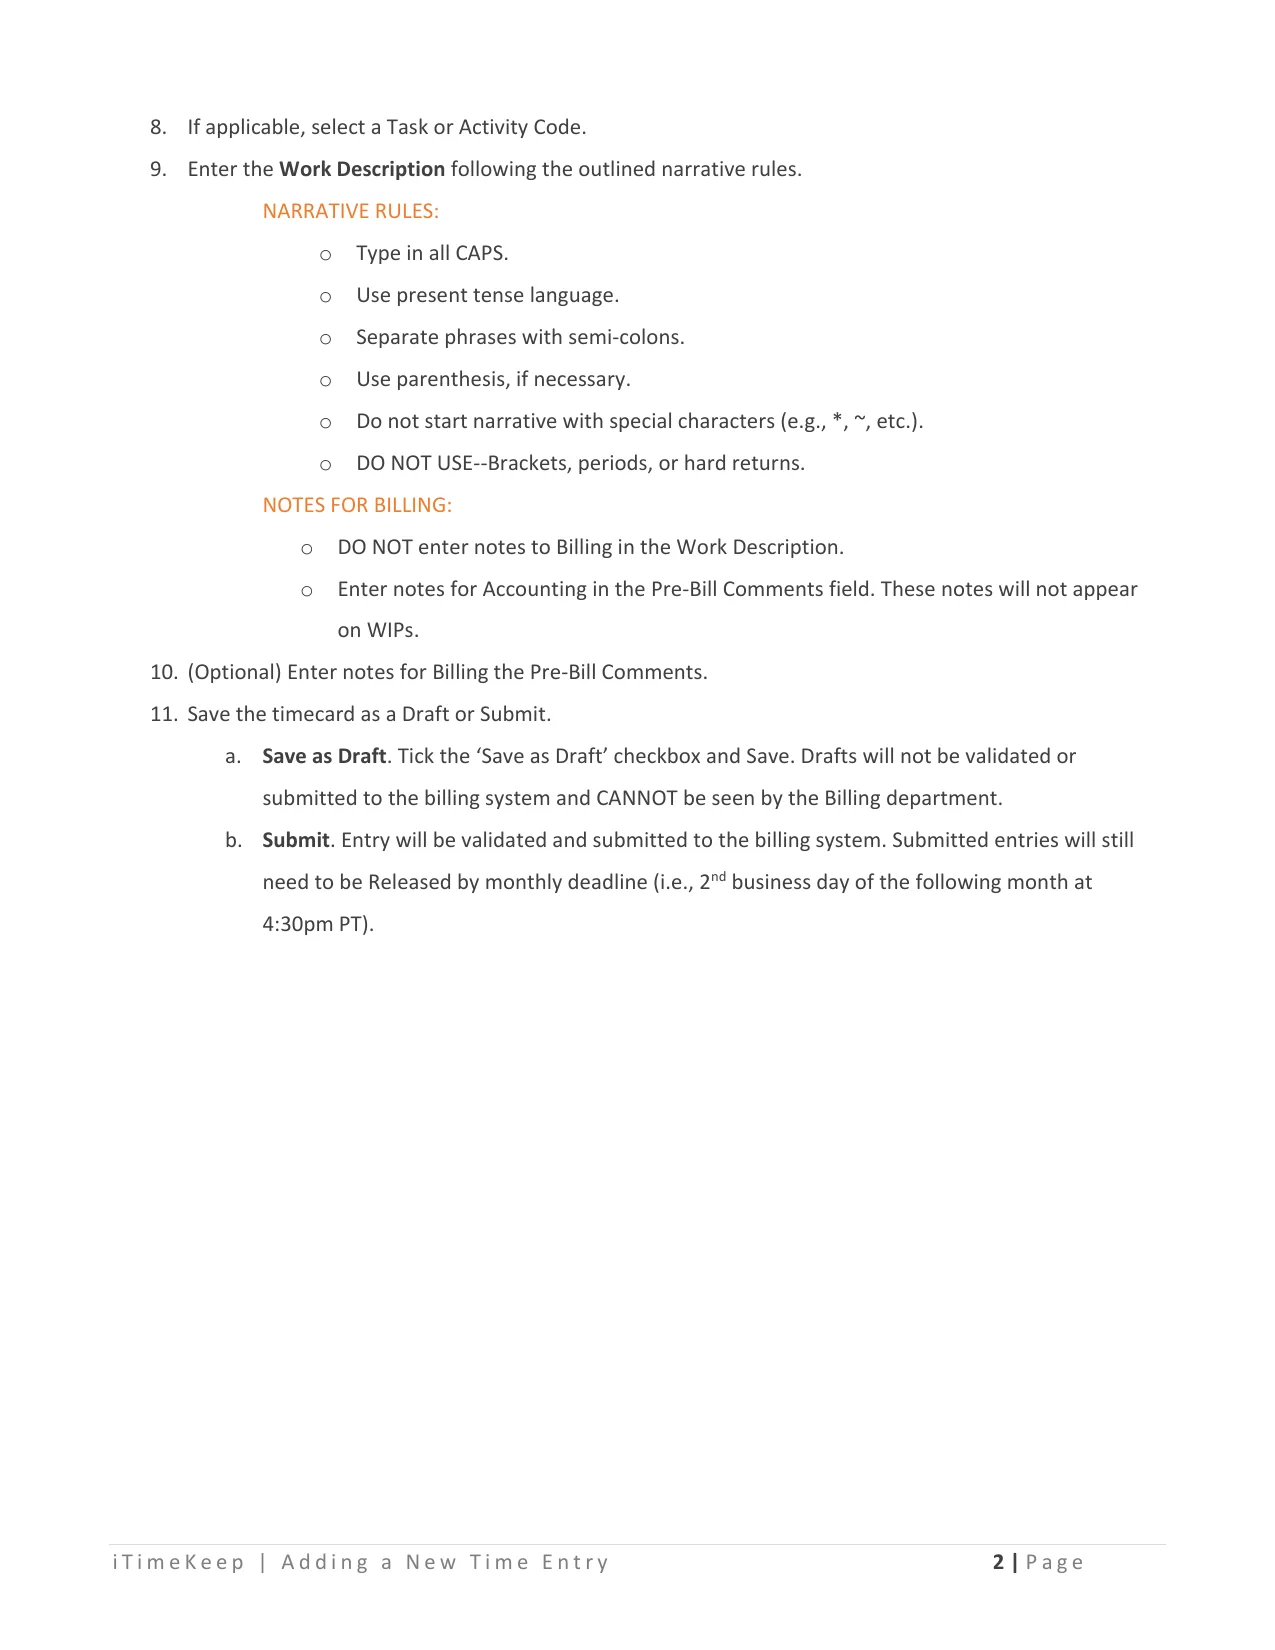 8. If applicable, select a Task or Activity Code.
9. Enter the Work Description following the outlined narrative rules.
NARRATIVE RULES:
o Type in all CAPS.
o Use present tense language.
o Separate phrases with semi-colons.
o Use parenthesis, if necessary.
o Do not start narrative with special characters (e.g., *, ~, etc.).
o DO NOT USE--Brackets, periods, or hard returns.
NOTES FOR BILLING:
o DO NOT enter notes to Billing in the Work Description.
o Enter notes for Accounting in the Pre-Bill Comments field. These notes will not appear
on WIPs.
10. (Optional) Enter notes for Billing the Pre-Bill Comments.
11. Save the timecard as a Draft or Submit.
a. Save as Draft. Tick the ‘Save as Draft’ checkbox and Save. Drafts will not be validated or
submitted to the billing system and CANNOT be seen by the Billing department.
b. Submit. Entry will be validated and submitted to the billing system. Submitted entries will still
need to be Released by monthly deadline (i.e., 2nd business day of the following month at
4:30pm PT).
iTimeKeep | Adding a New Time Entry 2 | Page